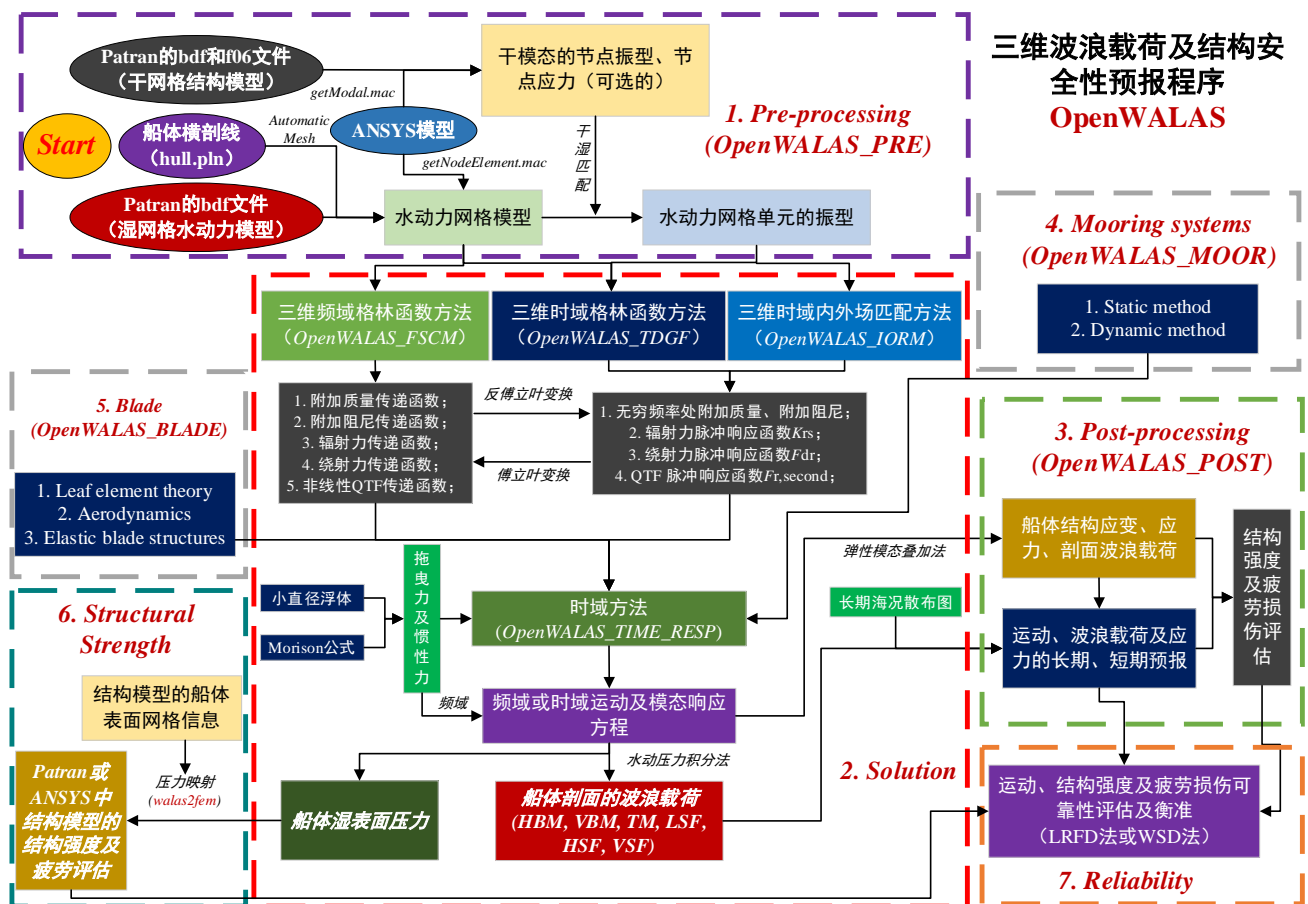 三维波浪载荷及结构安
全性预报程序
OpenWALAS
Patran的bdf和f06文件
（干网格结构模型）
干模态的节点振型、节
点应力（可选的）
getModal.mac
1. Pre-processing
(OpenWALAS_PRE)
Start
船体横剖线
（hull.pln）
Automatic
Mesh
ANSYS模型
getNodeElement.mac
干湿匹配
Patran的bdf文件
（湿网格水动力模型）
水动力网格模型
水动力网格单元的振型
4. Mooring systems
(OpenWALAS_MOOR)
1. Static method
2. Dynamic method
三维频域格林函数方法
（OpenWALAS_FSCM）
三维时域格林函数方法
（OpenWALAS_TDGF）
三维时域内外场匹配方法
（OpenWALAS_IORM）
5. Blade
(OpenWALAS_BLADE)
1. Leaf element theory
2. Aerodynamics
3. Elastic blade structures
1. 附加质量传递函数；
2. 附加阻尼传递函数；
3. 辐射力传递函数；
4. 绕射力传递函数；
5. 非线性QTF传递函数；
反傅立叶变换
傅立叶变换
1. 无穷频率处附加质量、附加阻尼；
2. 辐射力脉冲响应函数Krs；
3. 绕射力脉冲响应函数Fdr；
4. QTF 脉冲响应函数Fr,second；
3. Post-processing
(OpenWALAS_POST)
船体结构应变、应
力、剖面波浪载荷
结构强度及疲劳损伤评估
弹性模态叠加法
长期海况散布图
运动、波浪载荷及应
力的长期、短期预报
小直径浮体
Morison公式
拖曳力及惯性力
时域方法
(OpenWALAS_TIME_RESP)
频域
频域或时域运动及模态响应
方程
水动压力积分法
6. Structural
Strength
结构模型的船体
表面网格信息
压力映射
(walas2fem)
Patran或
ANSYS中
结构模型的
结构强度及
疲劳评估
船体湿表面压力
船体剖面的波浪载荷
(HBM, VBM, TM, LSF,
HSF, VSF)
2. Solution
运动、结构强度及疲劳损伤可
靠性评估及衡准
（LRFD法或WSD法）
7. Reliability